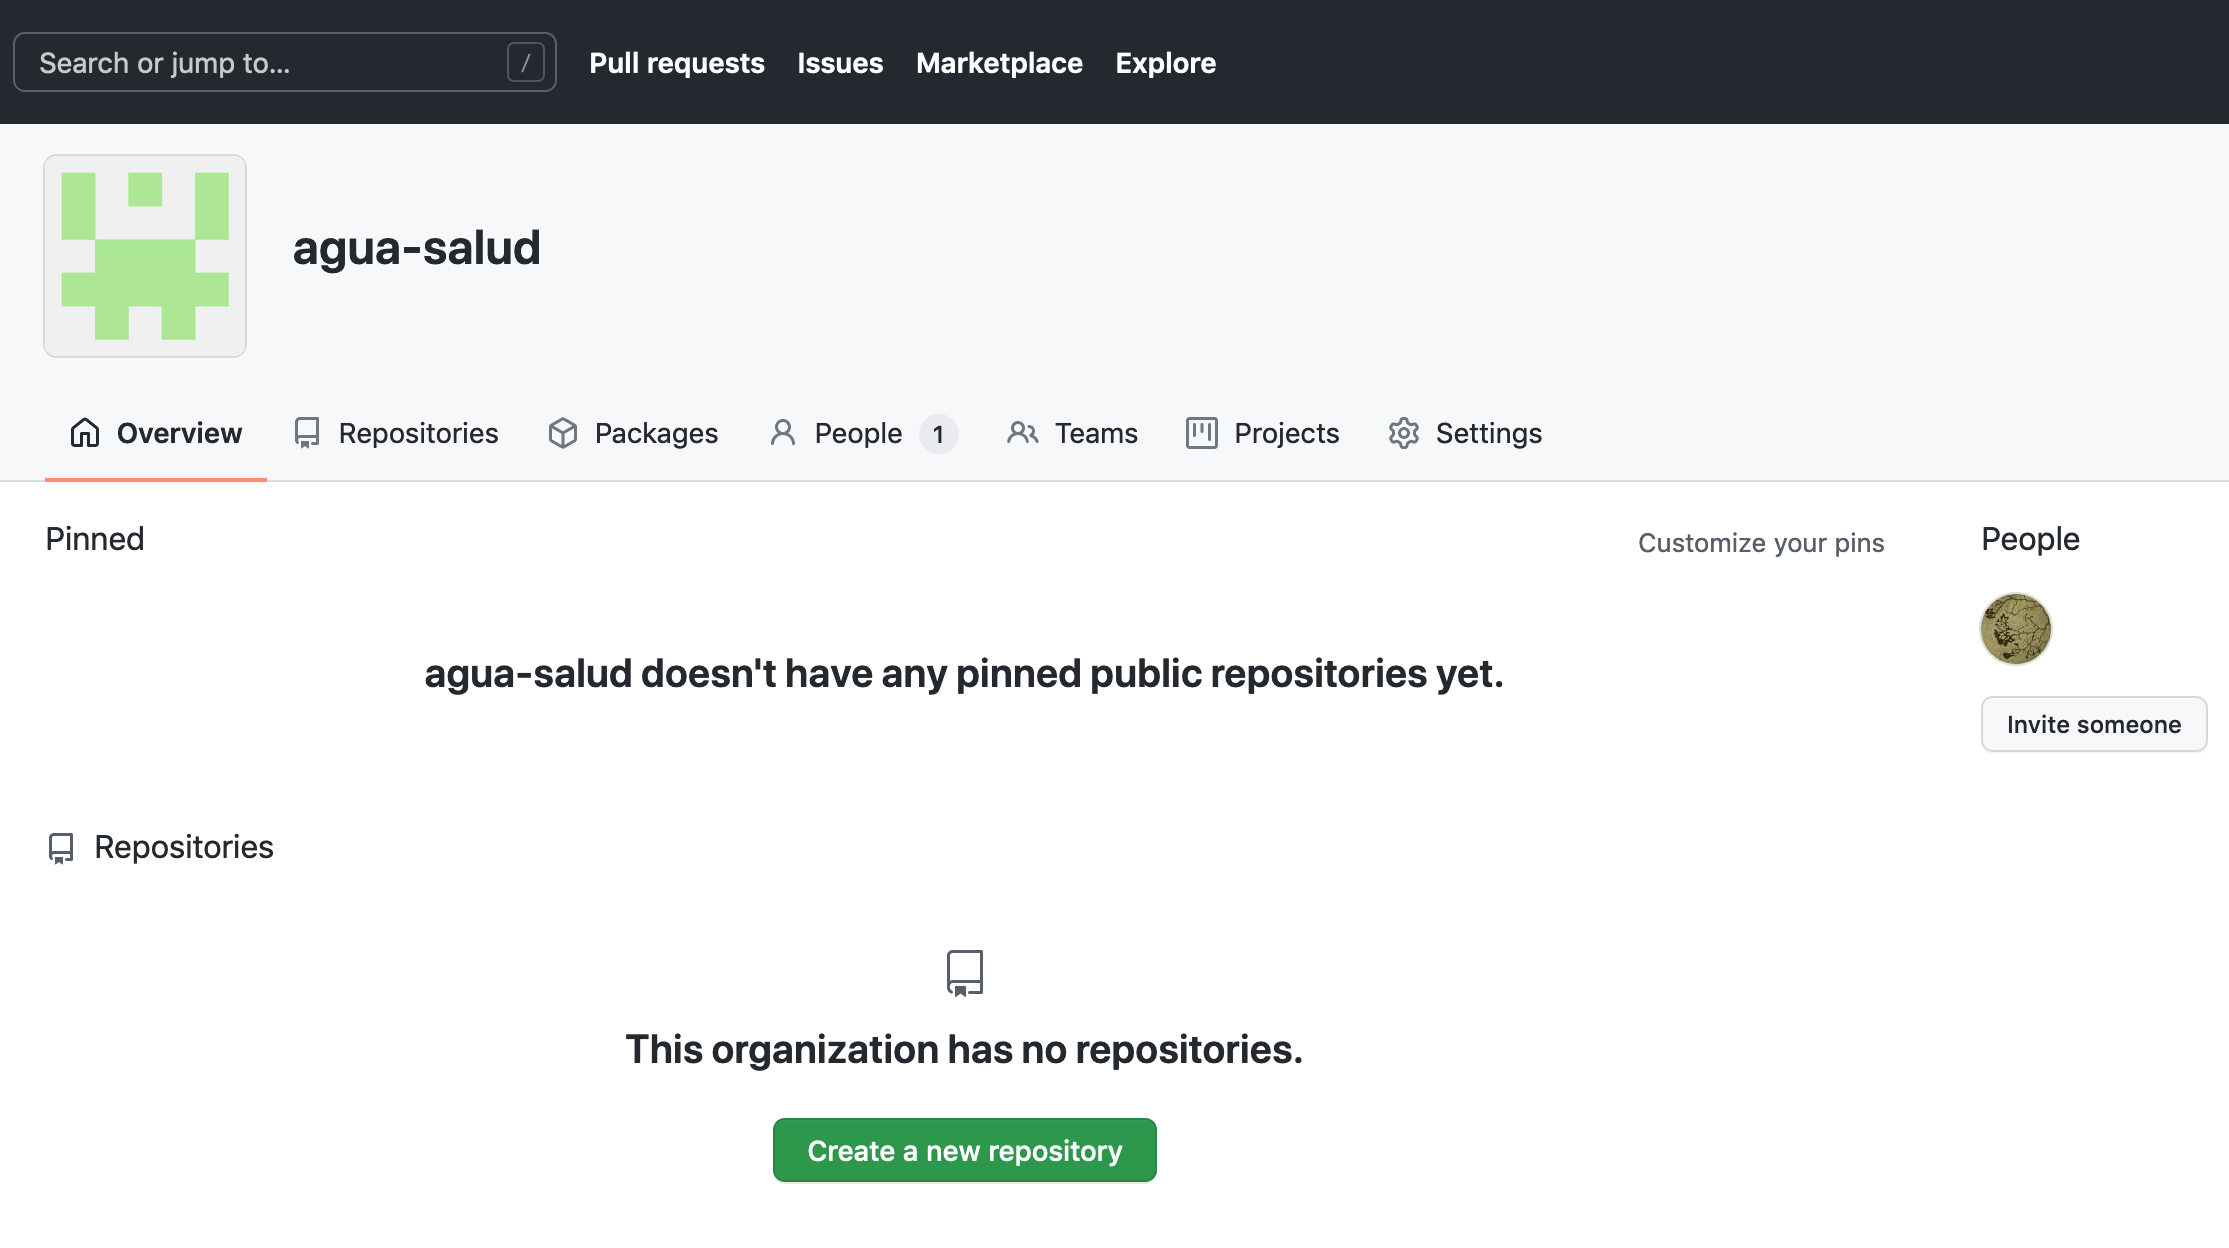 Search or jump to... /
Pull requests Issues Marketplace Explore
agua-salud
Overview Repositories Packages People 1 Teams Projects Settings
Pinned
Customize your pins
People
agua-salud doesn't have any pinned public repositories yet.
Invite someone
Repositories
This organization has no repositories.
Create a new repository